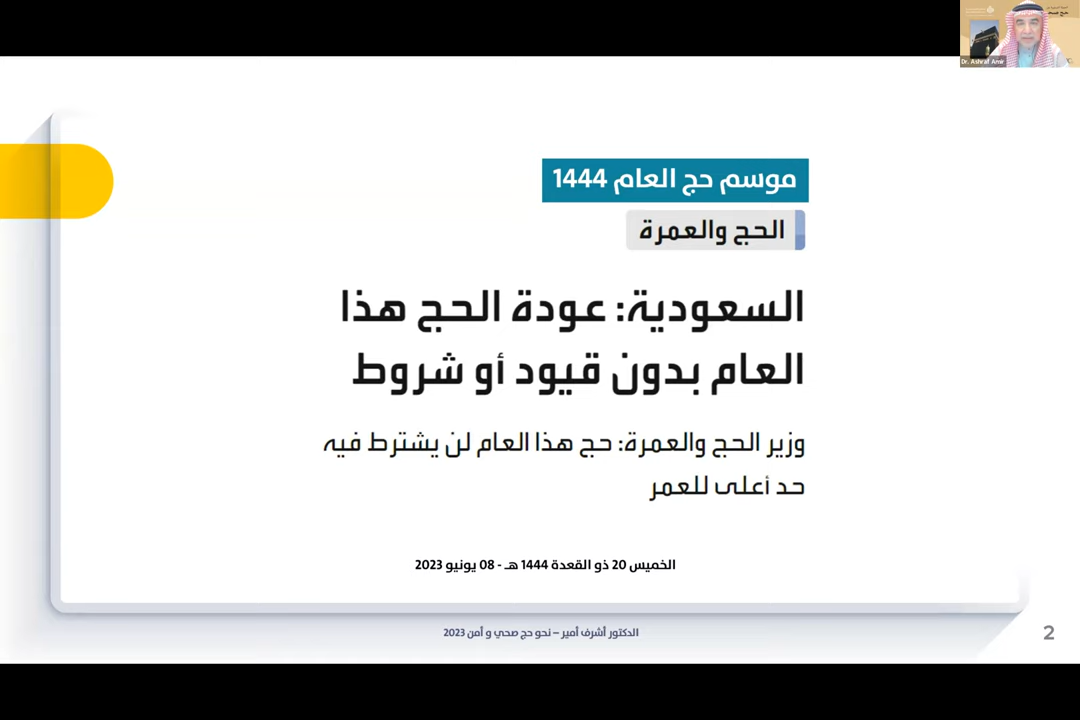 Dr. Ashraf Amir
موسم حج العام 1444
الحج والعمرة
السعودية: عودة الحج هذا
العام بدون قيود أو شروط
وزير الحج والعمرة: حج هذا العام لن يشترط فيه
حد أعلى للعمر
الخميس 20 ذو القعدة 1444 هـ - 08 يونيو 2023
الدكتور أشرف أمير – نحو حج صحي و أمن 2023
2